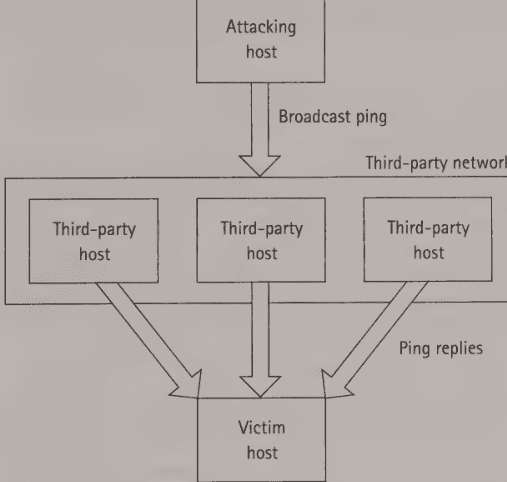 Attacking
host
Broadcast ping
Third-party network
Third-party
host
Third-party
host
Third-party
host
Ping replies
Victim
host